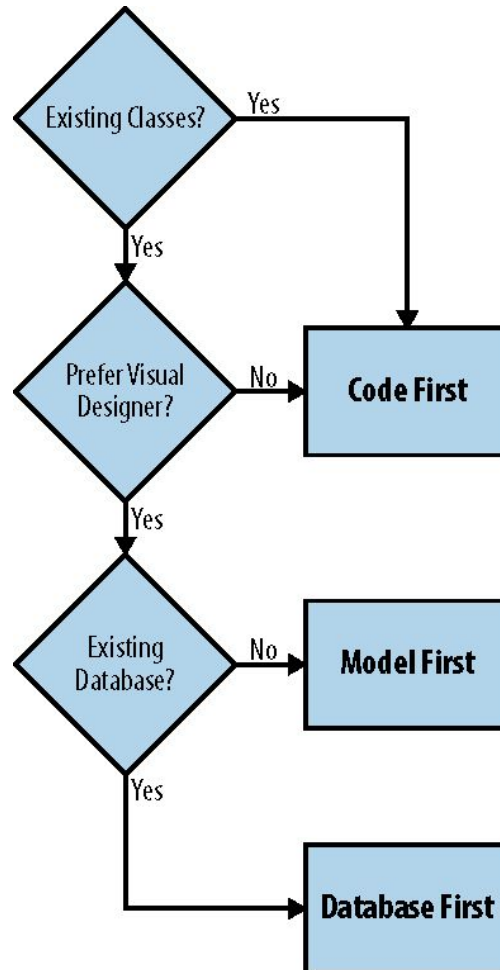 Existing Classes?
Yes
Yes
Prefer Visual
Designer?
No
Code First
Yes
Existing
Database?
No
Model First
Yes
Database First